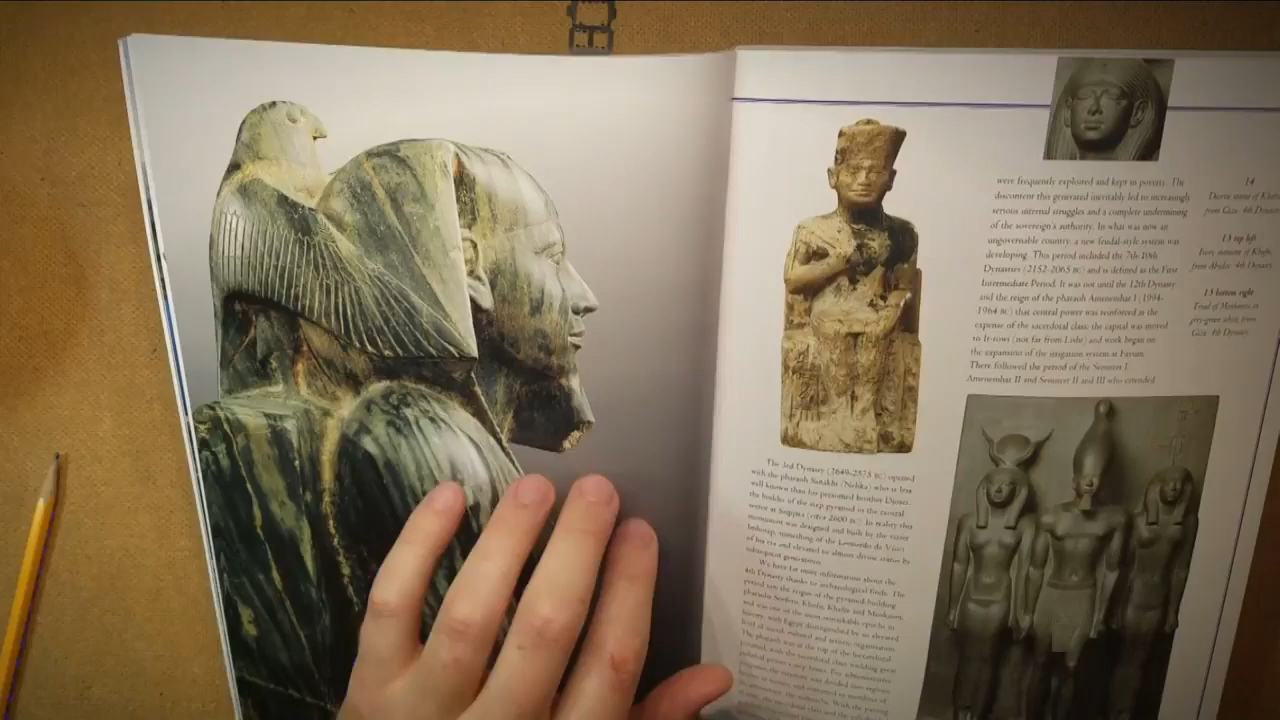 were frequently exploited and kept in poverty. The
discontent this generated inevitably led to increasingly
serious internal struggles and a complete undermining
of the sovereign's authority. In what was now an
ungovernable country, a new feudal-style system was
developing. This period included the 7th-10th
Dynasties (2152-2065 BC) and is defined as the First
Intermediate Period. It was not until the 12th Dynasty
and the reign of the pharaoh Amenemhat I (1994-
1964 BC) that central power was reinforced at the
expense of the sacerdotal class: the capital was moved
to It-towi (not far from Lisht) and work began on
the expansion of the irrigation system at Fayum.
There followed the period of the Sesostret I,
Amenemhat II and Sesostret II and III who extended
14
Diorite statue of
from Giza. 4th
13 top left
Ivory statuette of Khufu,
from Abydos. 4th Dynasty.
13 bottom right
Triad of Menkaure in
grey-green schist, from
Giza. 4th Dynasty.
The 3rd Dynasty (2649-2575 BC) opened
with the pharaoh Sanakht (Nebka) who is less
well known than his presumed brother Djoser,
the builder of the step pyramid in the central
sector at Saqqara (circa 2600 BC). In reality this
monument was designed and built by the vizier
Imhotep, something of the Leonardo da Vinci
of his era and elevated to almost divine status by
subsequent generations.
We have far more information about the
4th Dynasty thanks to archaeological finds. The
period saw the reigns of the pyramid-building
pharaohs Snefru, Khufu, Khafre and Menkaure,
and was one of the most remarkable epochs in
history, with Egypt distinguished by an elevated
level of social, cultural and artistic organisation.
The pharaoh was at the top of the hierarchical
pyramid, with the sacerdotal class wielding great